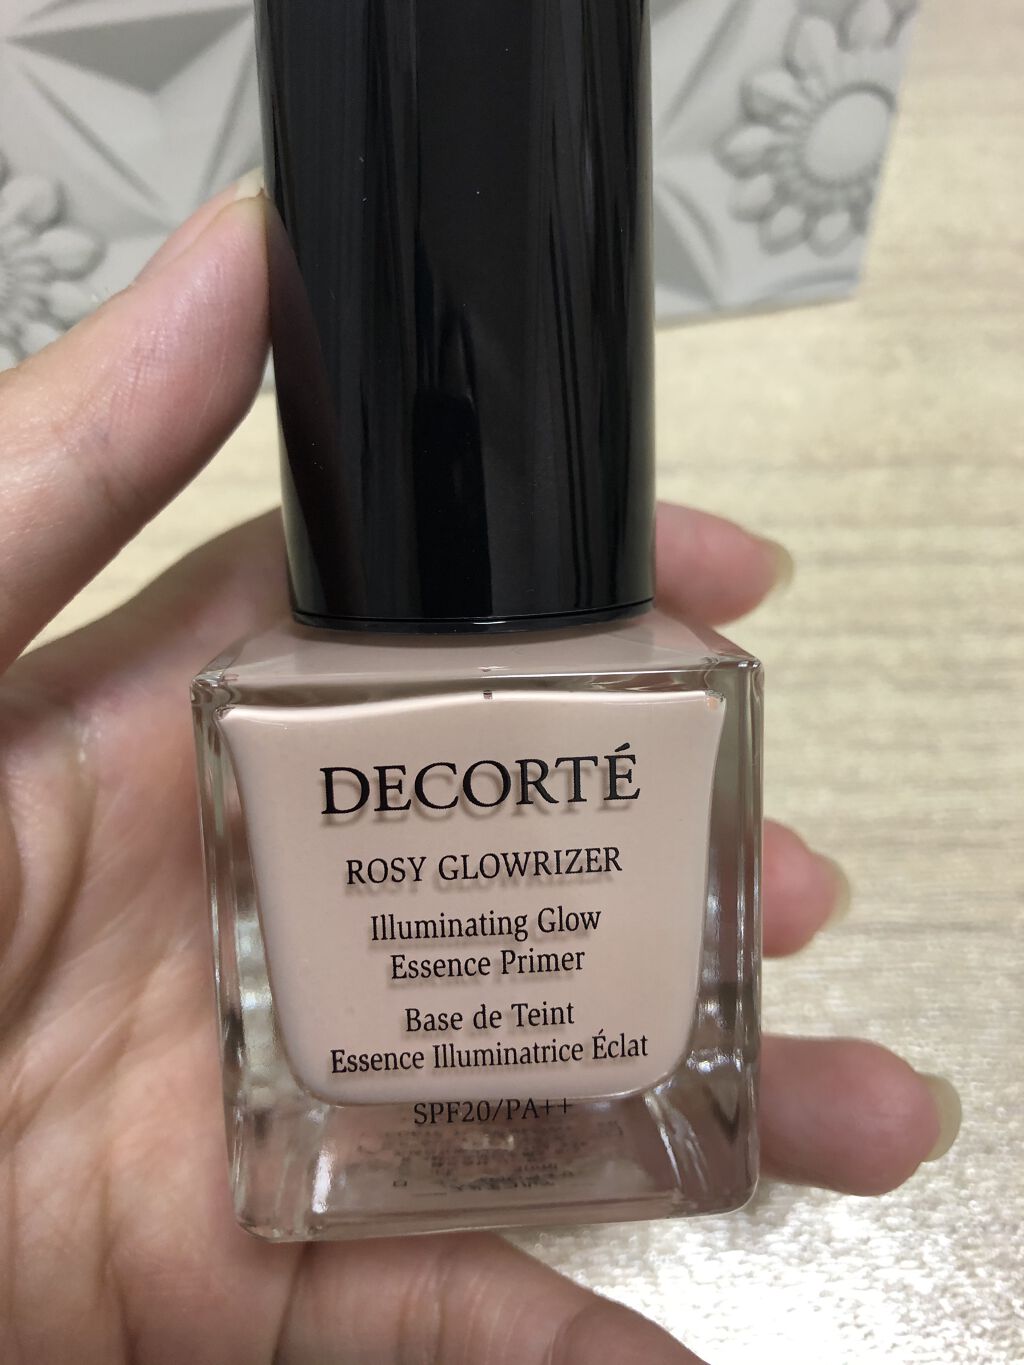 DECORTÉ
ROSY GLOWRIZER
Illuminating Glow
Essence Primer
Base de Teint
Essence Illuminatrice Éclat
SPF20/PA++